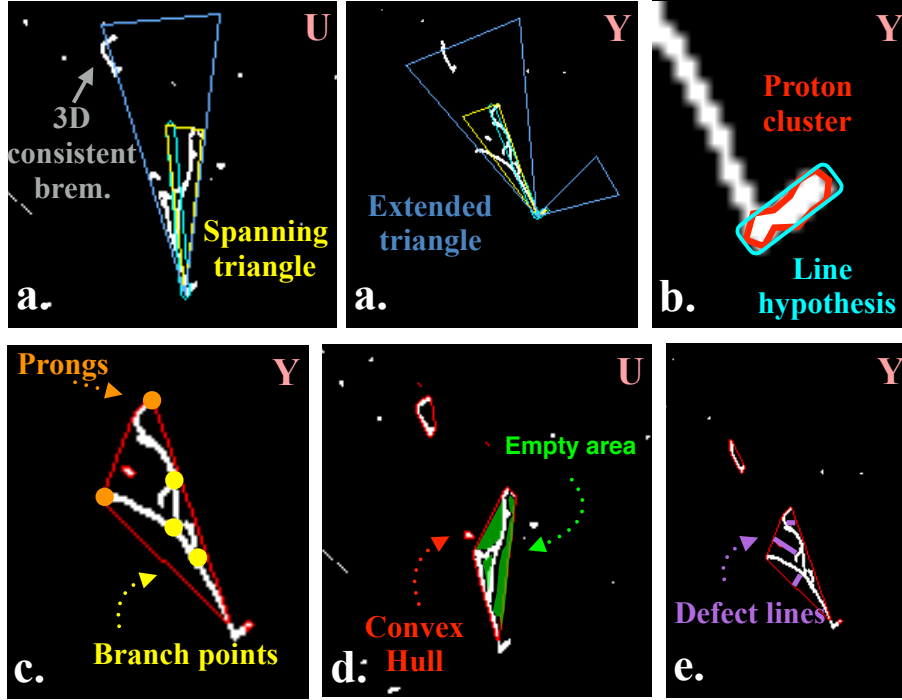 U
3D
consistent
brem.
Spanning
triangle
a.
Y
Extended
triangle
a.
Y
Proton
cluster
Line
hypothesis
b.
Y
Prongs
Branch points
c.
U
Empty area
Convex
Hull
d.
Y
Defect lines
e.